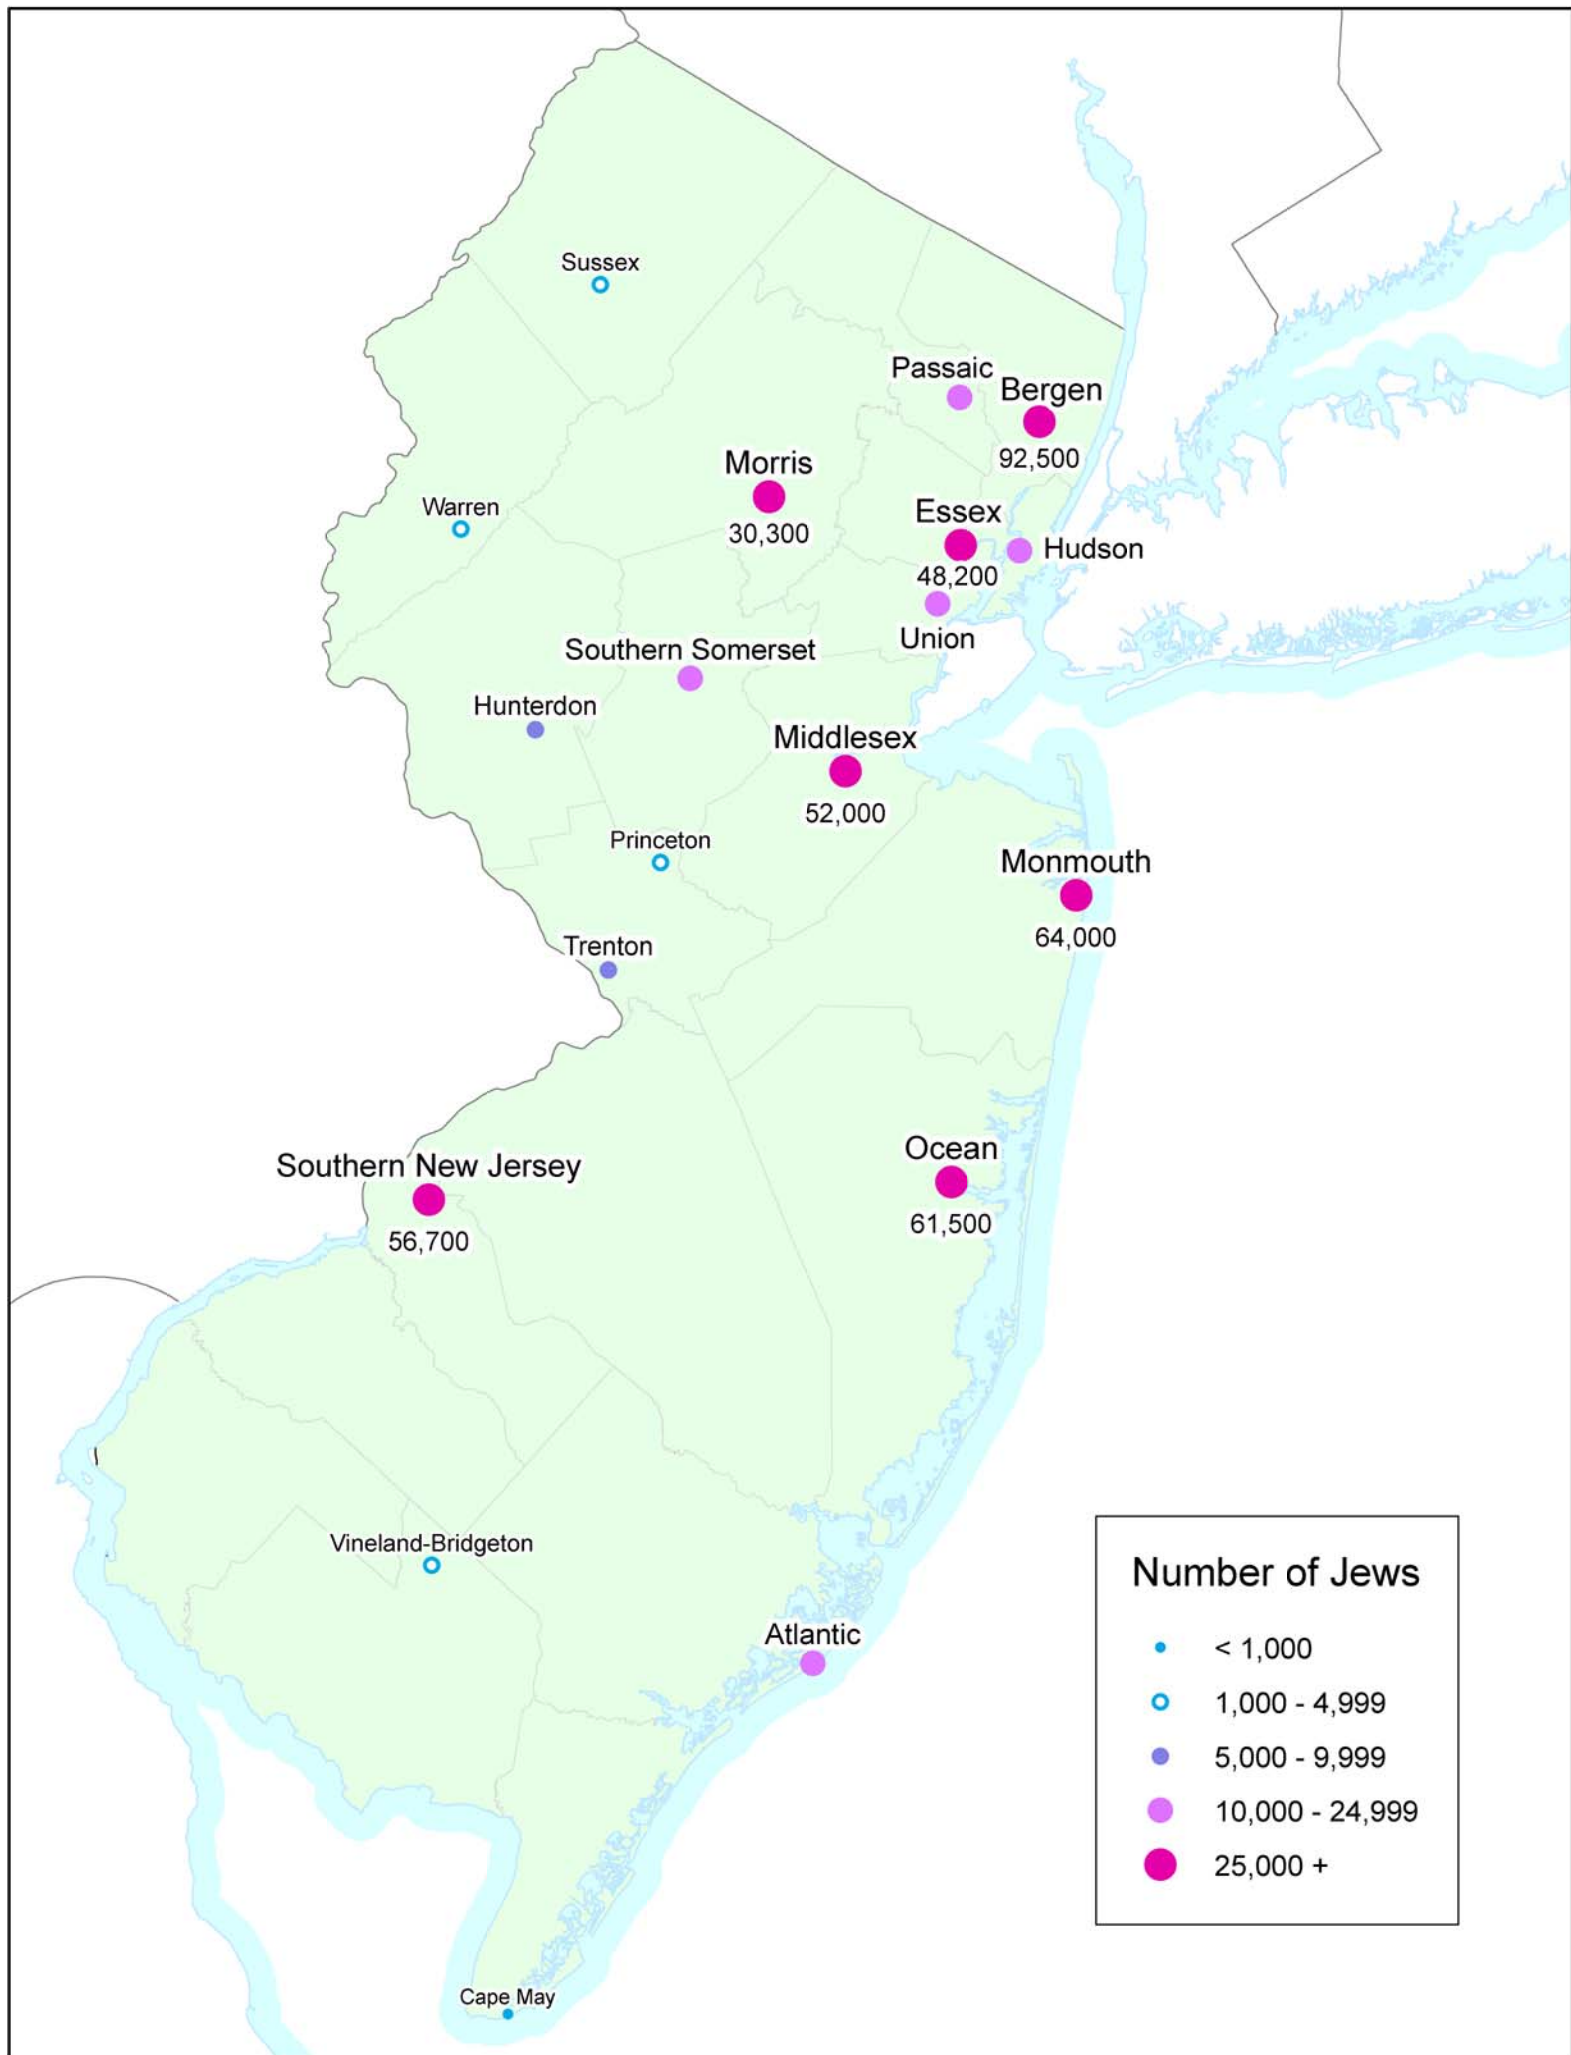 Sussex
Passaic
Bergen
92,500
Morris
30,300
Warren
Essex
48,200
Hudson
Union
Southern Somerset
Hunterdon
Middlesex
52,000
Princeton
Monmouth
64,000
Trenton
Ocean
61,500
Southern New Jersey
56,700
Vineland-Bridgeton
Atlantic
Cape May
Number of Jews
< 1,000
1,000 - 4,999
5,000 - 9,999
10,000 - 24,999
25,000 +